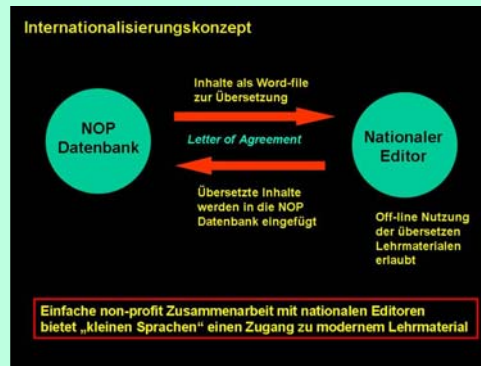 Internationalisierungskonzept
Inhalte als Word-file
zur Übersetzung
NOP
Datenbank
Letter of Agreement
Nationaler
Editor
Übersetzte Inhalte
werden in die NOP
Datenbank eingefügt
Off-line Nutzung
der übersetzen
Lehrmaterialen
erlaubt
Einfache non-profit Zusammenarbeit mit nationalen Editoren
bietet „kleinen Sprachen“ einen Zugang zu modernem Lehrmaterial